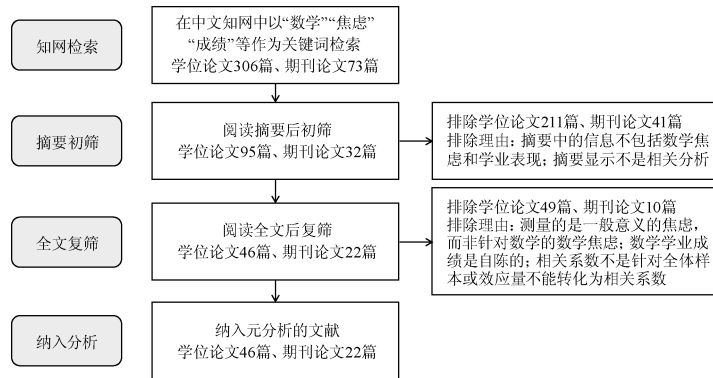 知网检索
在中文知网中以“数学”“焦虑”
“成绩”等作为关键词检索
学位论文306篇、期刊论文73篇
摘要初筛
阅读摘要后初筛
学位论文95篇、期刊论文32篇
排除学位论文211篇、期刊论文41篇
排除理由：摘要中的信息不包括数学焦
虑和学业表现；摘要显示不是相关分析
全文复筛
阅读全文后复筛
学位论文46篇、期刊论文22篇
排除学位论文49篇、期刊论文10篇
排除理由：测量的是一般意义的焦虑，
而非针对数学的数学焦虑；数学学业成
绩是自陈的；相关系数不是针对全体样
本或效应量不能转化为相关系数
纳入分析
纳入元分析的文献
学位论文46篇、期刊论文22篇